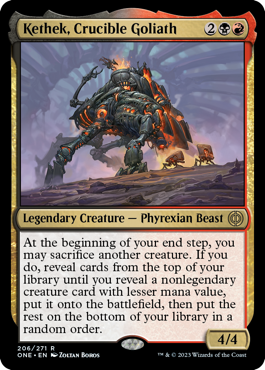 Kethek, Crucible Goliath 2
Legendary Creature — Phyrexian Beast
At the beginning of your end step, you
may sacrifice another creature. If you
do, reveal cards from the top of your
library until you reveal a nonlegendary
creature card with lesser mana value,
put it onto the battlefield, then put the
rest on the bottom of your library in a
random order.
4/4
206/271 R
ONE • EN Zoltan Boros
™ & © 2023 Wizards of the Coast